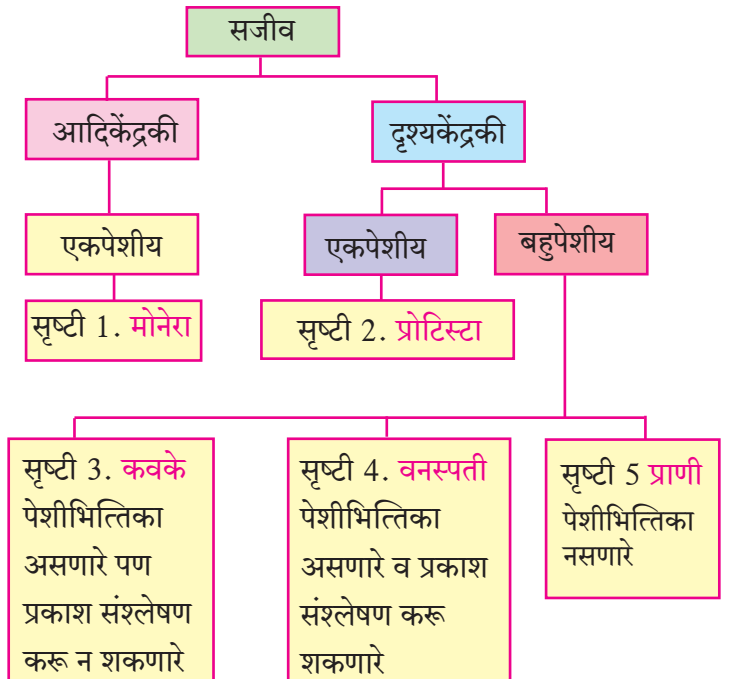 सजीव
आदिकेंद्रकी
दृश्यकेंद्रकी
एकपेशीय
एकपेशीय
बहुपेशीय
सृष्टी 1. मोनेरा
सृष्टी 2. प्रोटिस्टा
सृष्टी 3. कवके
पेशीभित्तिका
असणारे पण
प्रकाश संश्लेषण
करू न शकणारे
सृष्टी 4. वनस्पती
पेशीभित्तिका
असणारे व प्रकाश
संश्लेषण करू
शकणारे
सृष्टी 5 प्राणी
पेशीभित्तिका
नसणारे